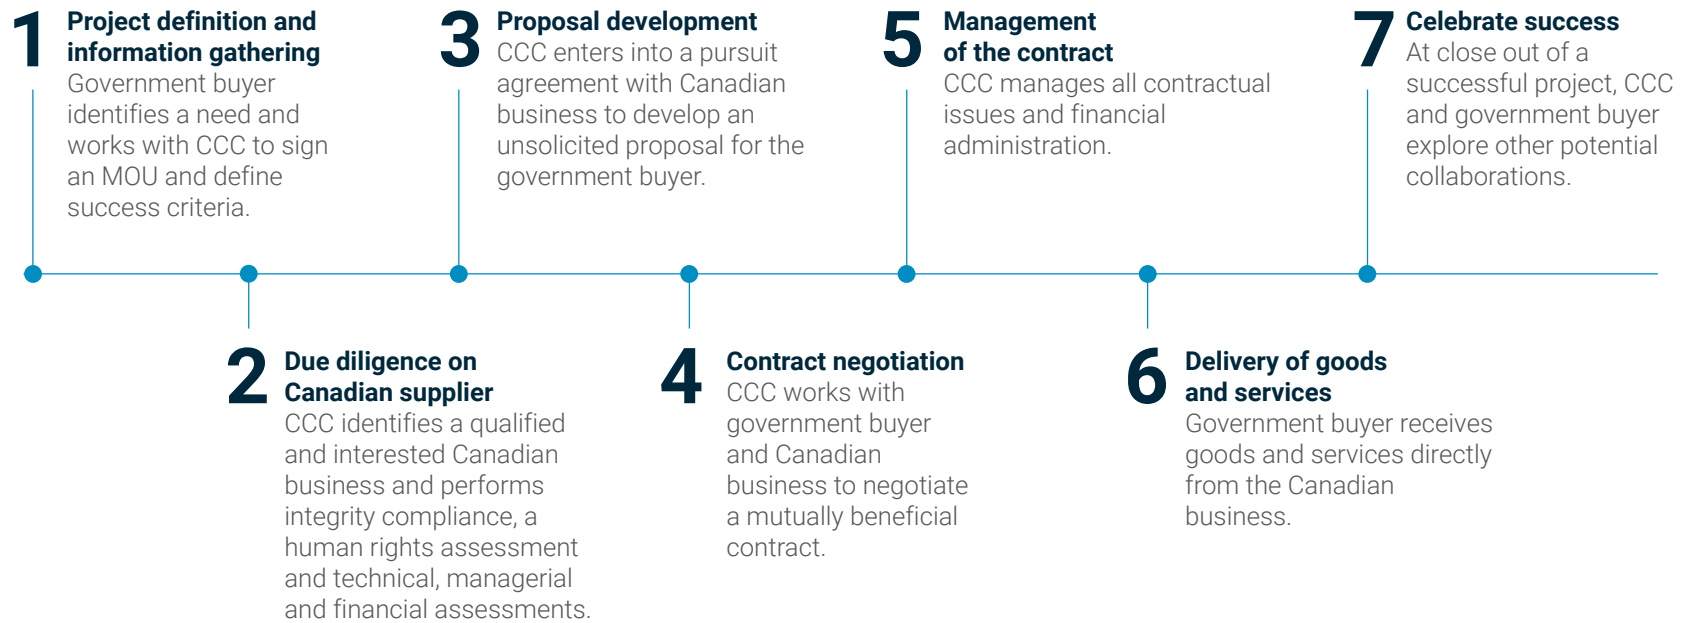 1
Project definition and
information gathering
Government buyer
identifies a need and
works with CCC to sign
an MOU and define
success criteria.
2
Due diligence on
Canadian supplier
CCC identifies a qualified
and interested Canadian
business and performs
integrity compliance, a
human rights assessment
and technical, managerial
and financial assessments.
3
Proposal development
CCC enters into a pursuit
agreement with Canadian
business to develop an
unsolicited proposal for the
government buyer.
4
Contract negotiation
CCC works with
government buyer
and Canadian
business to negotiate
a mutually beneficial
contract.
5
Management
of the contract
CCC manages all contractual
issues and financial
administration.
6
Delivery of goods
and services
Government buyer receives
goods and services directly
from the Canadian
business.
7
Celebrate success
At close out of a
successful project, CCC
and government buyer
explore other potential
collaborations.